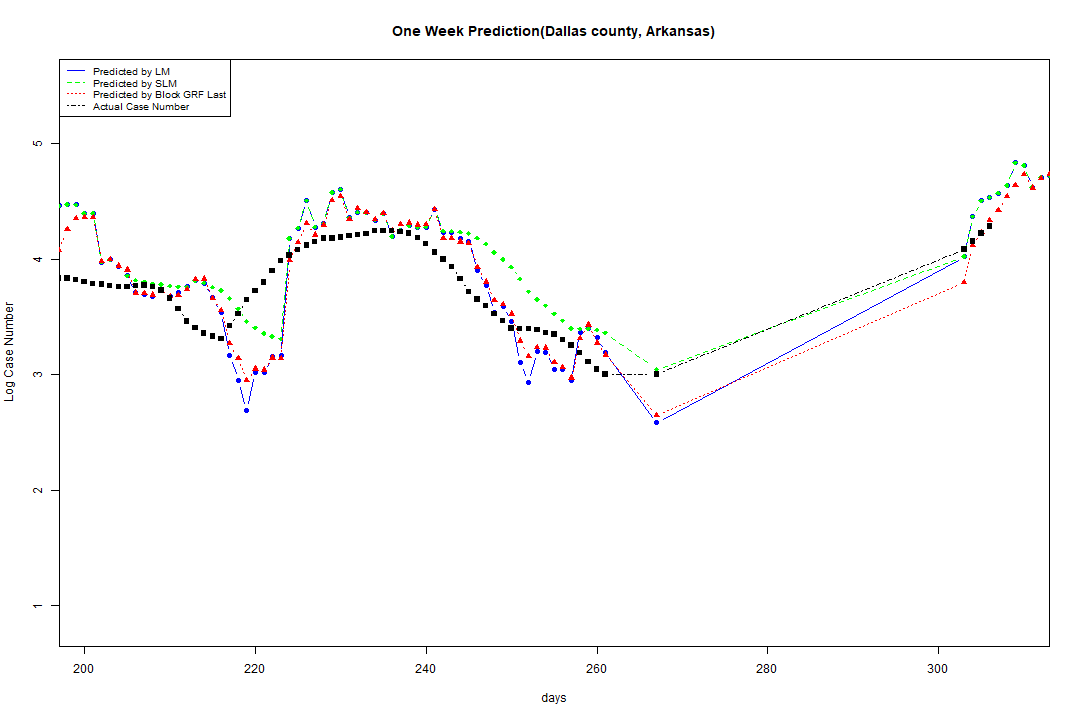 One Week Prediction(Dallas county, Arkansas)
Predicted by LM
Predicted by SLM
Predicted by Block GRF Last
Actual Case Number
5
4
3
2
1
Log Case Number
200 220 240 260 280 300
days